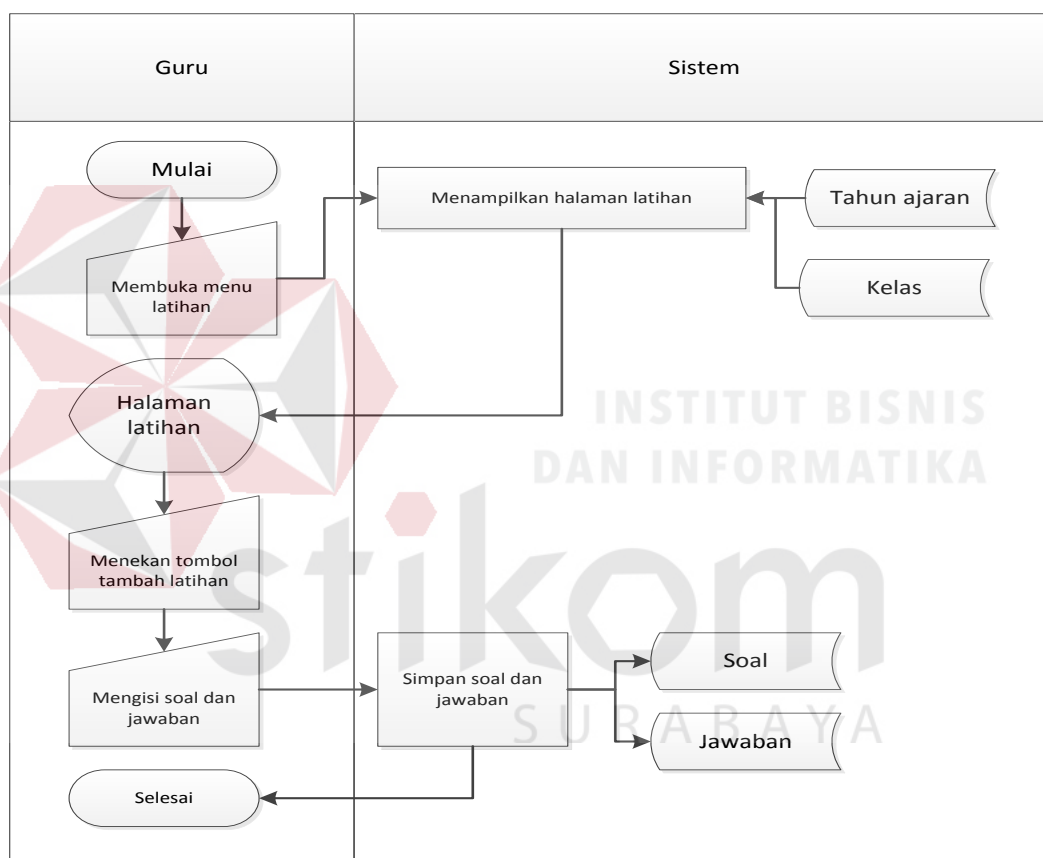 Guru
Sistem
Mulai
Menampilkan halaman latihan
Tahun ajaran
Membuka menu
latihan
Kelas
Halaman
latihan
INSTITUT BISNIS
DAN INFORMATIKA
Menekan tombol
tambah latihan
stikom
SURABAYA
Mengisi soal dan
jawaban
Simpan soal dan
jawaban
Soal
Jawaban
Selesai